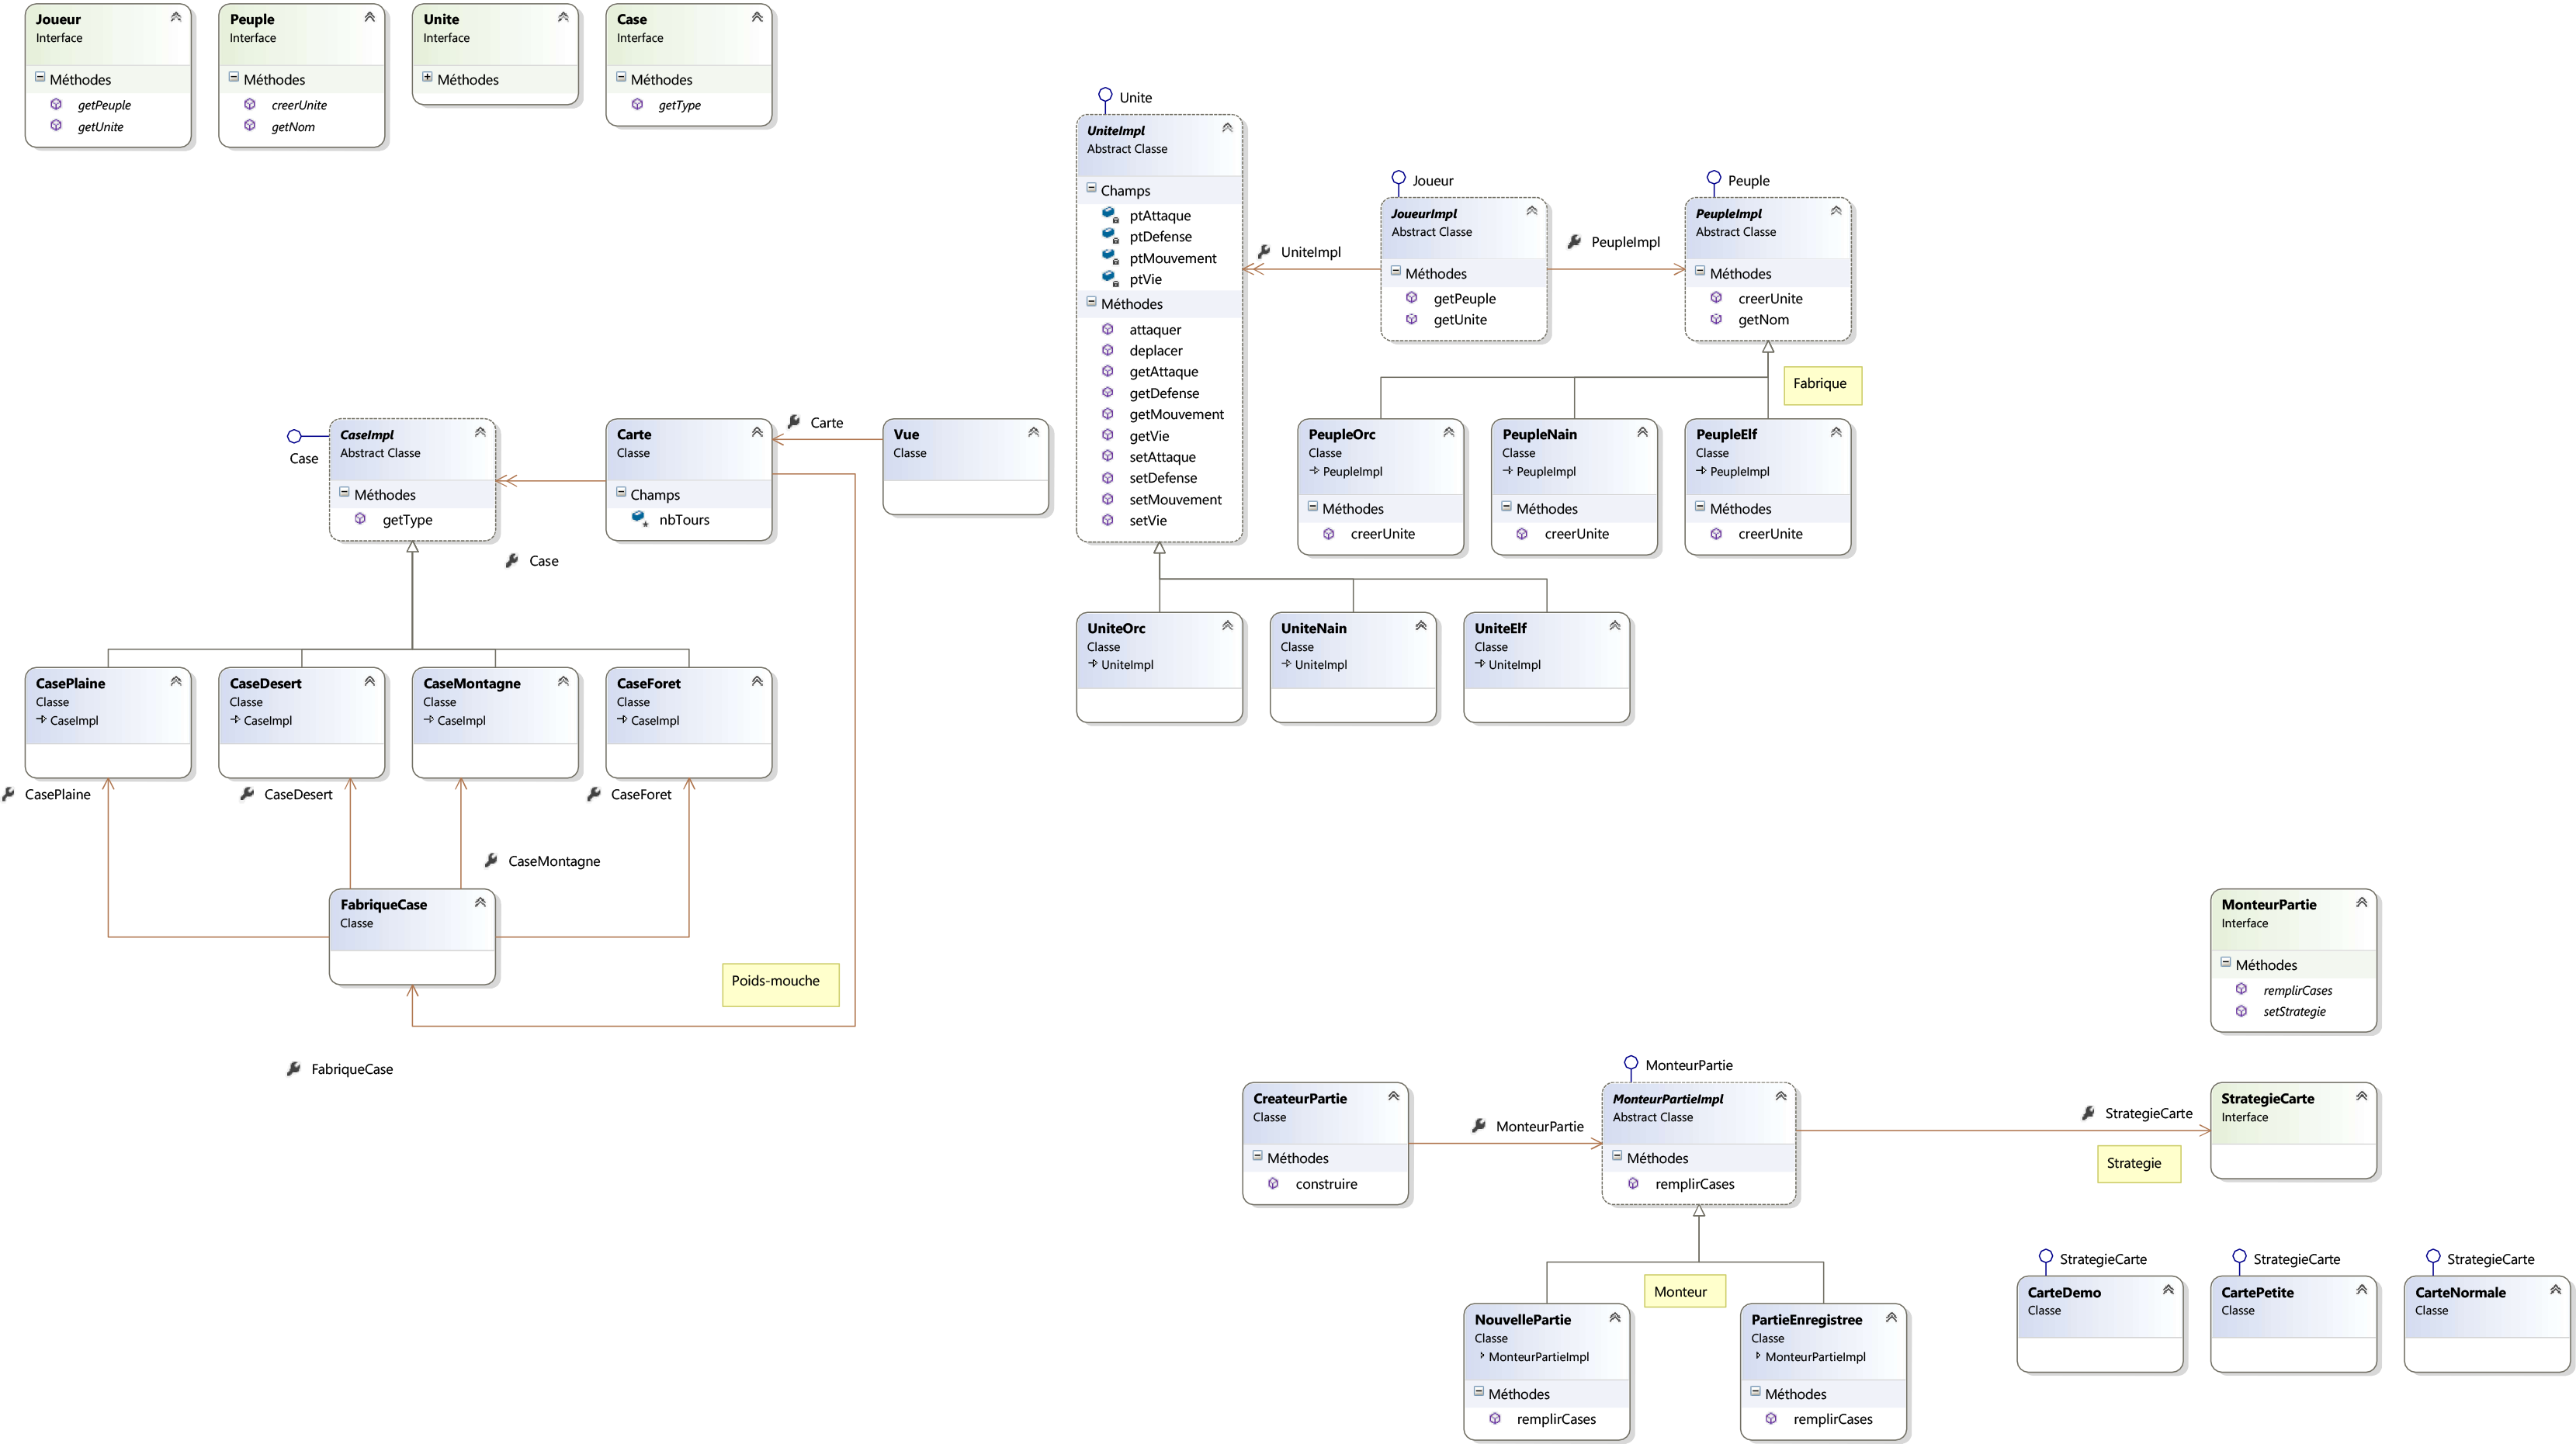 Joueur
Interface
Méthodes
getPeuple
getUnite
Peuple
Interface
Méthodes
creerUnite
getNom
Unite
Interface
Méthodes
Case
Interface
Méthodes
getType
Unite
UniteImpl
Abstract Classe
Champs
ptAttaque
ptDefense
ptMouvement
ptVie
Méthodes
attaquer
deplacer
getAttaque
getDefense
getMouvement
getVie
setAttaque
setDefense
setMouvement
setVie
UniteImpl
Joueur
JoueurImpl
Abstract Classe
Méthodes
getPeuple
getUnite
PeupleImpl
Peuple
PeupleImpl
Abstract Classe
Méthodes
creerUnite
getNom
Fabrique
PeupleOrc
Classe
PeupleImpl
Méthodes
creerUnite
PeupleNain
Classe
PeupleImpl
Méthodes
creerUnite
PeupleElf
Classe
PeupleImpl
Méthodes
creerUnite
UniteOrc
Classe
UniteImpl
UniteNain
Classe
UniteImpl
UniteElf
Classe
UniteImpl
Case
CaseImpl
Abstract Classe
Méthodes
getType
Case
Carte
Classe
Champs
nbTours
Carte
Vue
Classe
CasePlaine
Classe
CaseImpl
CaseDesert
Classe
CaseImpl
CaseMontagne
Classe
CaseImpl
CaseForet
Classe
CaseImpl
CasePlaine
CaseDesert
CaseForet
CaseMontagne
FabriqueCase
Classe
Poids-mouche
FabriqueCase
MonteurPartie
Interface
Méthodes
remplirCases
setStrategie
CreateurPartie
Classe
Méthodes
construire
MonteurPartie
MonteurPartie
MonteurPartieImpl
Abstract Classe
Méthodes
remplirCases
StrategieCarte
Strategie
StrategieCarte
Interface
Monteur
NouvellePartie
Classe
MonteurPartieImpl
Méthodes
remplirCases
PartieEnregistree
Classe
MonteurPartieImpl
Méthodes
remplirCases
StrategieCarte
CarteDemo
Classe
StrategieCarte
CartePetite
Classe
StrategieCarte
CarteNormale
Classe